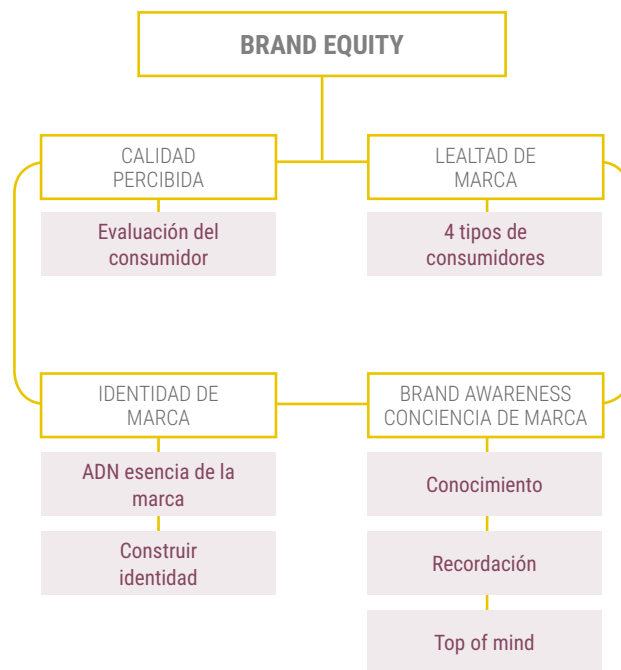 BRAND EQUITY
CALIDAD
PERCIBIDA
LEALTAD DE
MARCA
Evaluación del
consumidor
4 tipos de
consumidores
IDENTIDAD DE
MARCA
BRAND AWARENESS
CONCIENCIA DE MARCA
ADN esencia de la
marca
Conocimiento
Construir
identidad
Recordación
Top of mind